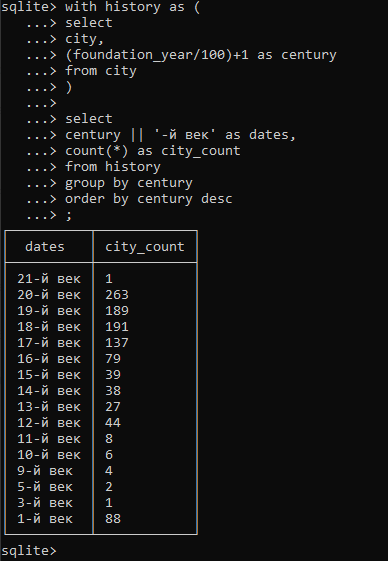 sqlite> with history as (
...> select
...> city,
...> (foundation_year/100)+1 as century
...> from city
...> )
...>
...> select
...> century || '-й век' as dates,
...> count(*) as city_count
...> from history
...> group by century
...> order by century desc
...> ;
dates city_count
21-й век 1
20-й век 263
19-й век 189
18-й век 191
17-й век 137
16-й век 79
15-й век 39
14-й век 38
13-й век 27
12-й век 44
11-й век 8
10-й век 6
9-й век 4
5-й век 2
3-й век 1
1-й век 88
sqlite>